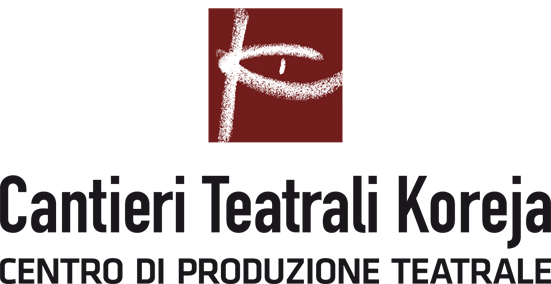 Cantieri Teatrali Koreja
CENTRO DI PRODUZIONE TEATRALE